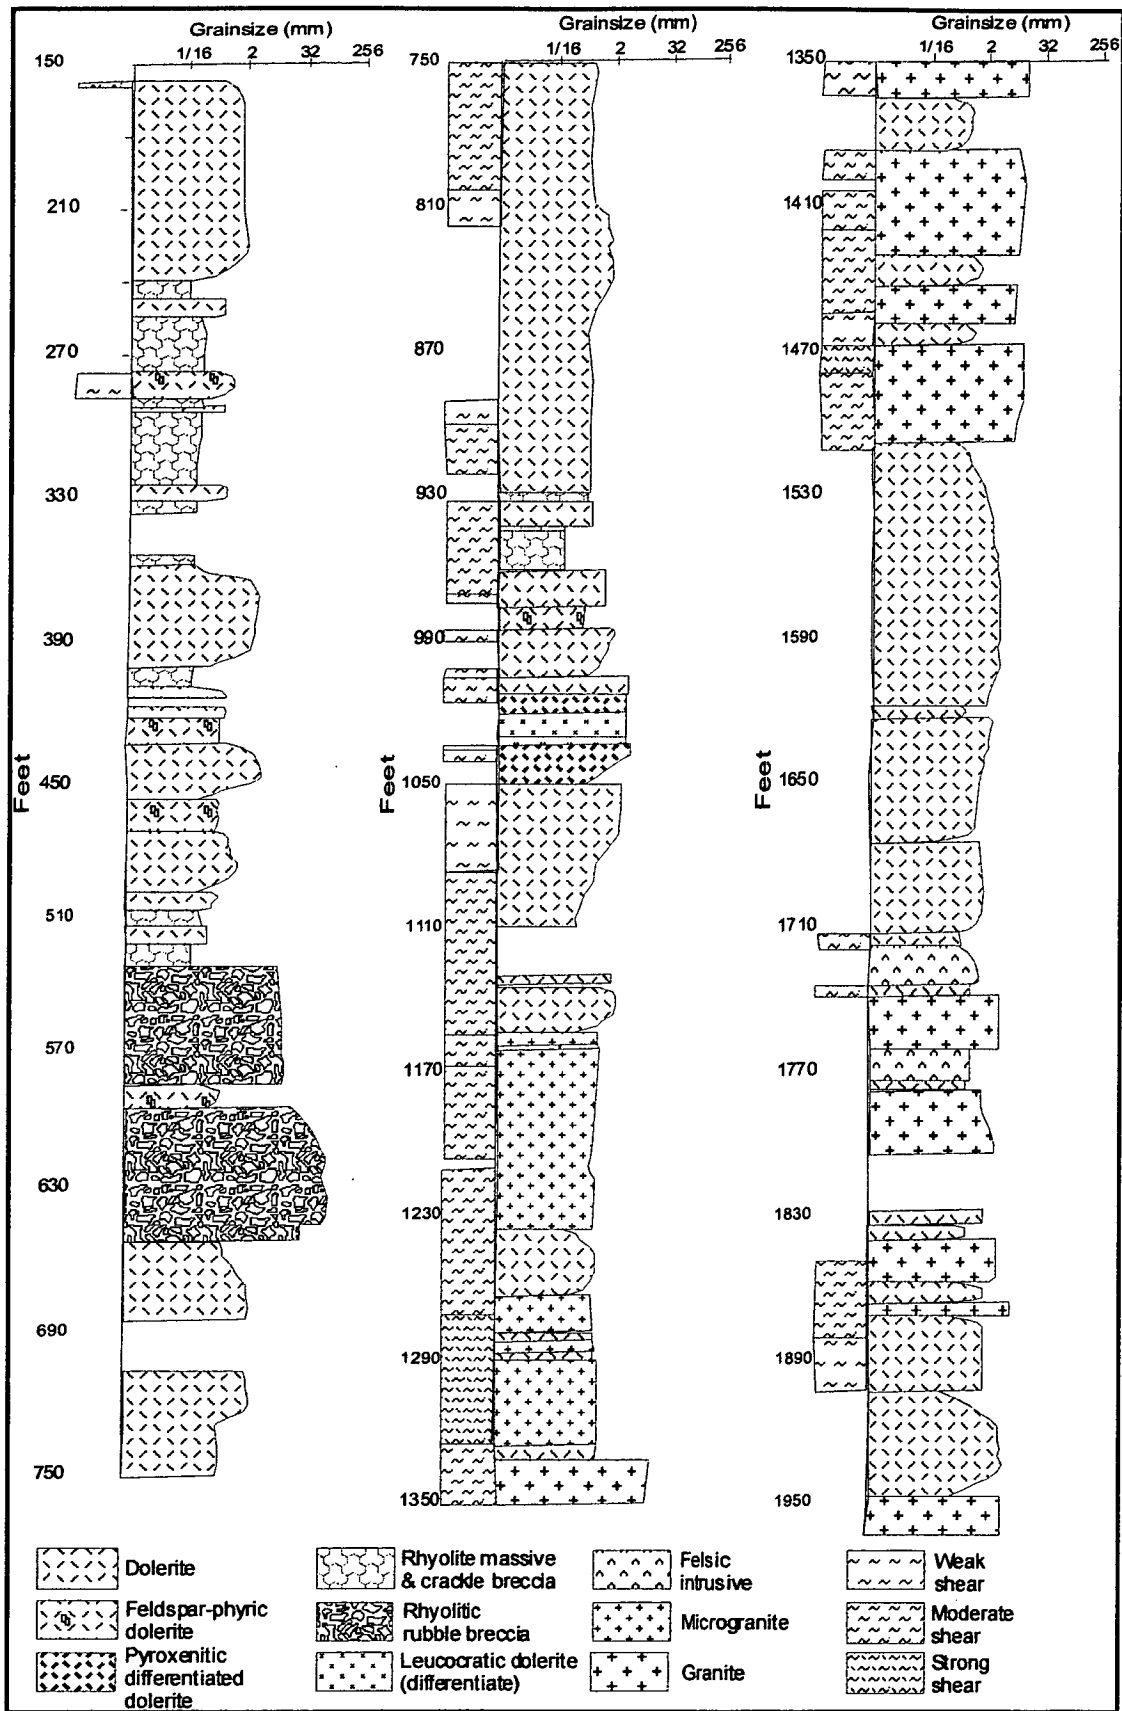 Grainsize (mm)
1/16 2 32 256
150
210
270
330
390
450
510
570
630
690
750
Feet
Grainsize (mm)
1/16 2 32 256
750
810
870
930
990
1050
1110
1170
1230
1290
1350
Feet
Grainsize (mm)
1/16 2 32 256
1350
1410
1470
1530
1590
1650
1710
1770
1830
1890
1950
Feet
Dolerite
Feldspar-phyric
dolerite
Pyroxenitic
differentiated
dolerite
Rhyolite massive
& crackle breccia
Rhyolitic
rubble breccia
Leucocratic dolerite
(differentiate)
Felsic
intrusive
Microgranite
Granite
Weak
shear
Moderate
shear
Strong
shear